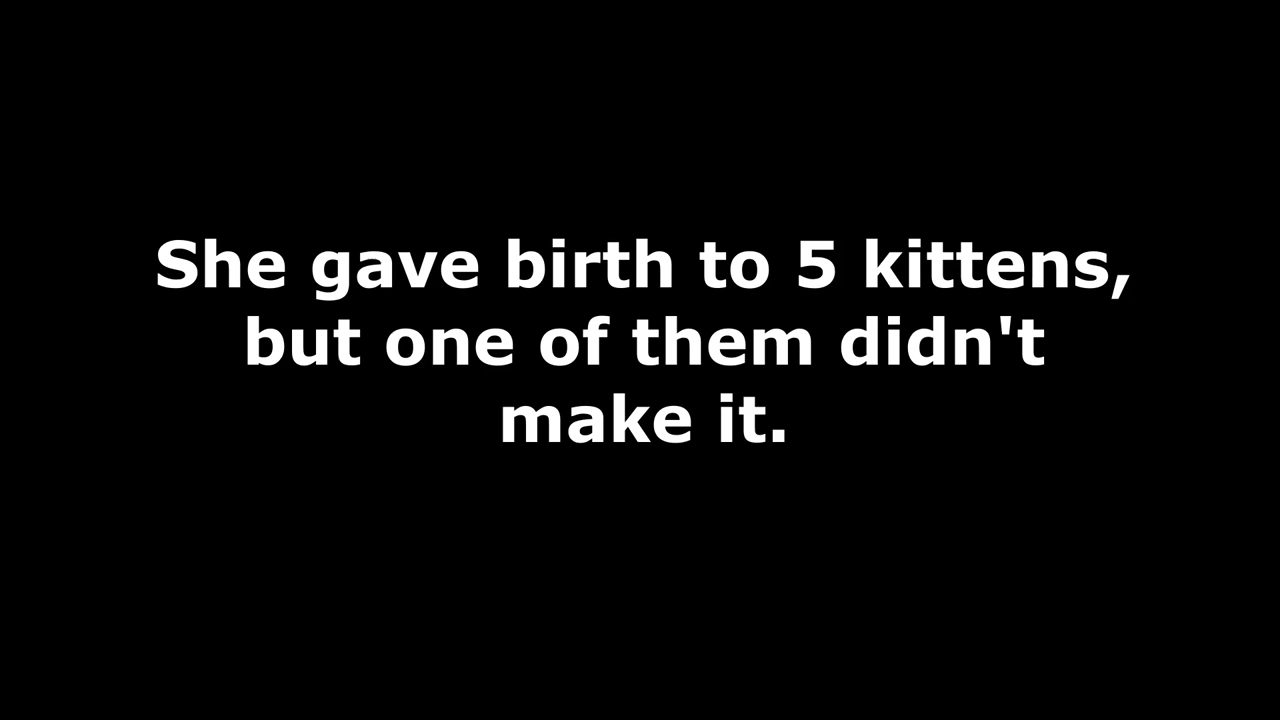 She gave birth to 5 kittens,
but one of them didn't
make it.